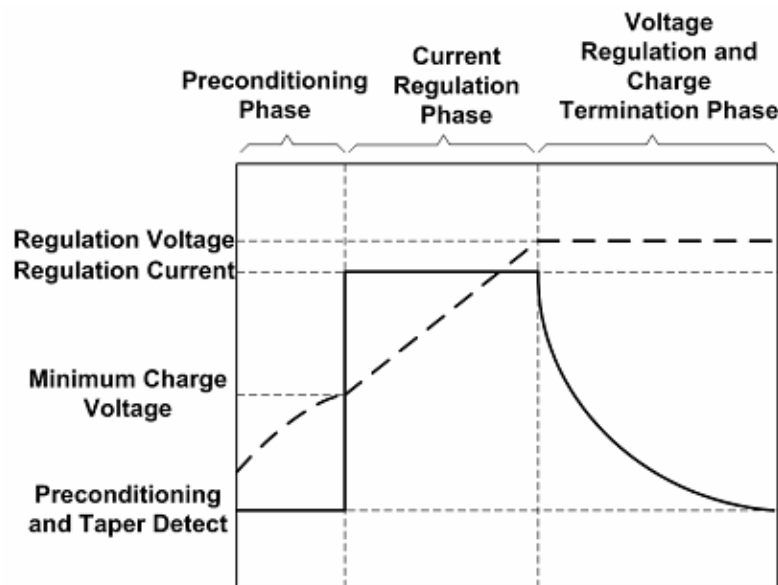 Preconditioning
Phase
Current
Regulation
Phase
Voltage
Regulation and
Charge
Termination Phase
Regulation Voltage
Regulation Current
Minimum Charge
Voltage
Preconditioning
and Taper Detect